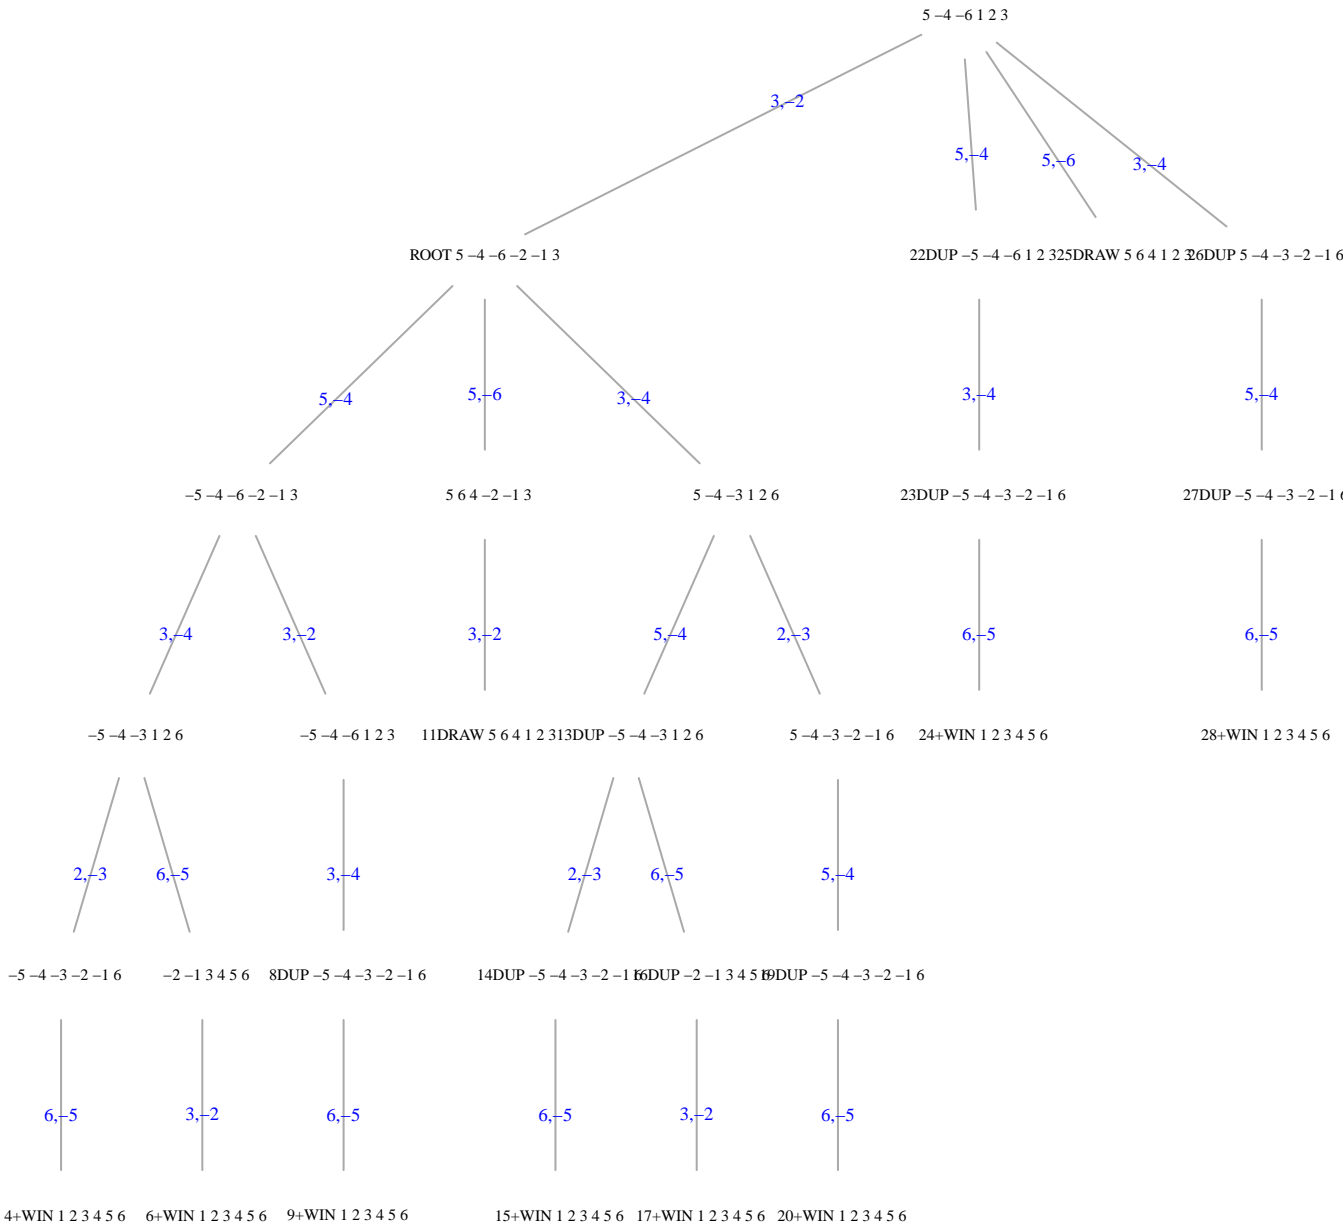 5 −4 −6 1 2 3
3,−2
5,−4
5,−6
3,−4
ROOT 5 −4 −6 −2 −1 3
22DUP −5 −4 −6 1 2 3
25DRAW 5 6 4 1 2 3
26DUP 5 −4 −3 −2 −1 6
5,−4
5,−6
3,−4
3,−4
5,−4
−5 −4 −6 −2 −1 3
5 6 4 −2 −1 3
5 −4 −3 1 2 6
23DUP −5 −4 −3 −2 −1 6
27DUP −5 −4 −3 −2 −1 6
3,−4
3,−2
3,−2
5,−4
2,−3
6,−5
6,−5
−5 −4 −3 1 2 6
−5 −4 −6 1 2 3
11DRAW 5 6 4 1 2 3
13DUP −5 −4 −3 1 2 6
5 −4 −3 −2 −1 6
24+WIN 1 2 3 4 5 6
28+WIN 1 2 3 4 5 6
2,−3
6,−5
3,−4
2,−3
6,−5
5,−4
−5 −4 −3 −2 −1 6
−2 −1 3 4 5 6
8DUP −5 −4 −3 −2 −1 6
14DUP −5 −4 −3 −2 −1 6
16DUP −2 −1 3 4 5 6
19DUP −5 −4 −3 −2 −1 6
6,−5
3,−2
6,−5
6,−5
3,−2
6,−5
4+WIN 1 2 3 4 5 6
6+WIN 1 2 3 4 5 6
9+WIN 1 2 3 4 5 6
15+WIN 1 2 3 4 5 6
17+WIN 1 2 3 4 5 6
20+WIN 1 2 3 4 5 6